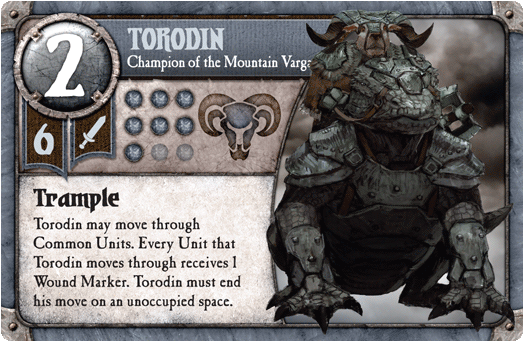 2
TORODIN
Champion of the Mountain Varga
6
Trample
Torodin may move through
Common Units. Every Unit that
Torodin moves through receives 1
Wound Marker. Torodin must end
his move on an unoccupied space.